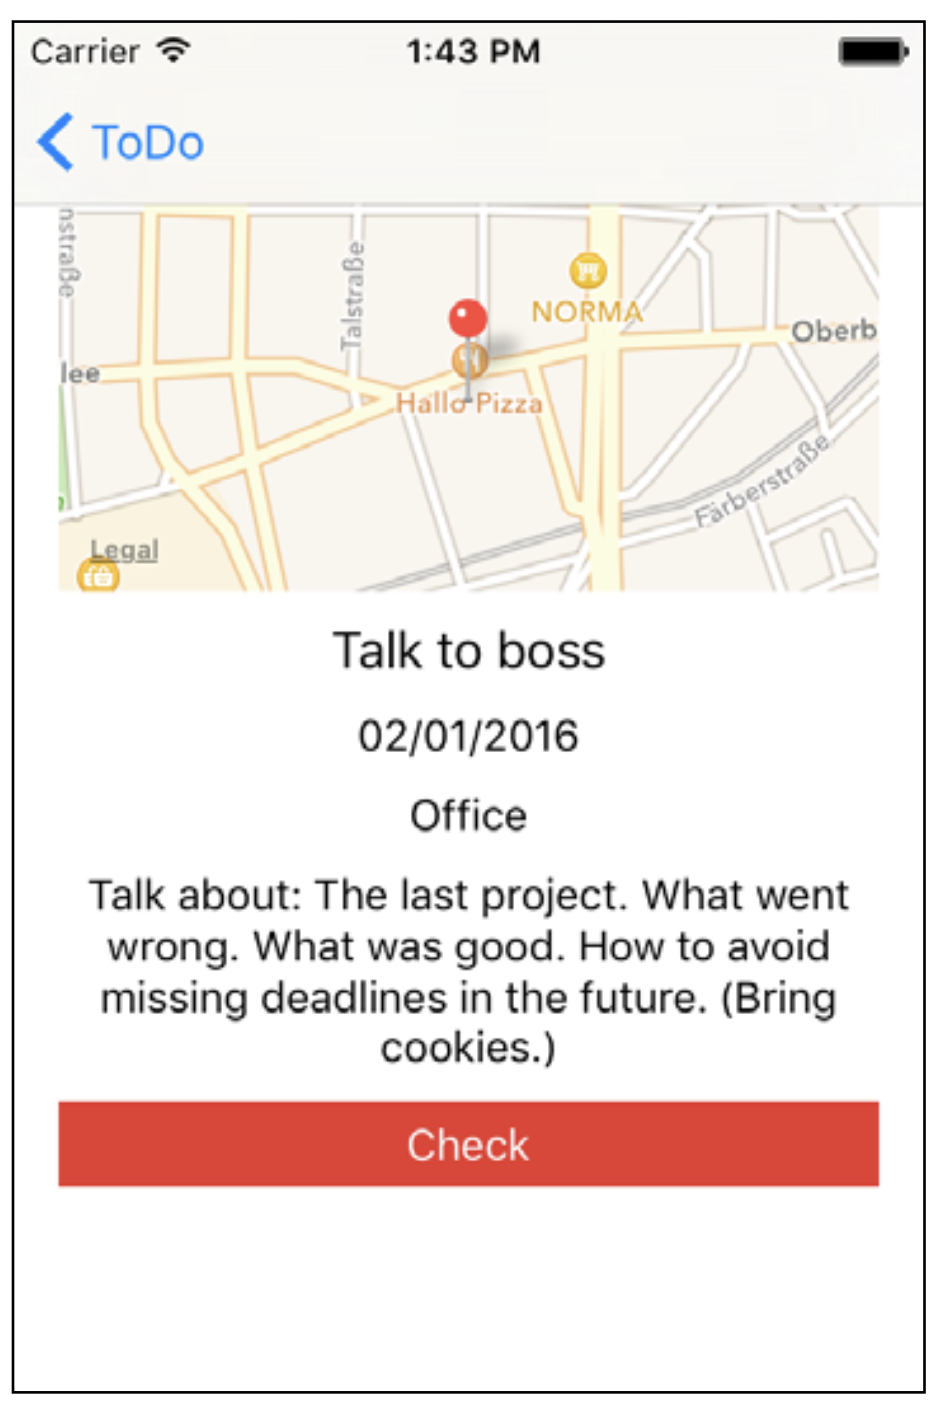 Carrier 1:43 PM
ToDo
nstraße
Talstraße
NORMA
Oberb
lee
Hallo Pizza
Färberstraße
Legal
Talk to boss
02/01/2016
Office
Talk about: The last project. What went
wrong. What was good. How to avoid
missing deadlines in the future. (Bring
cookies.)
Check